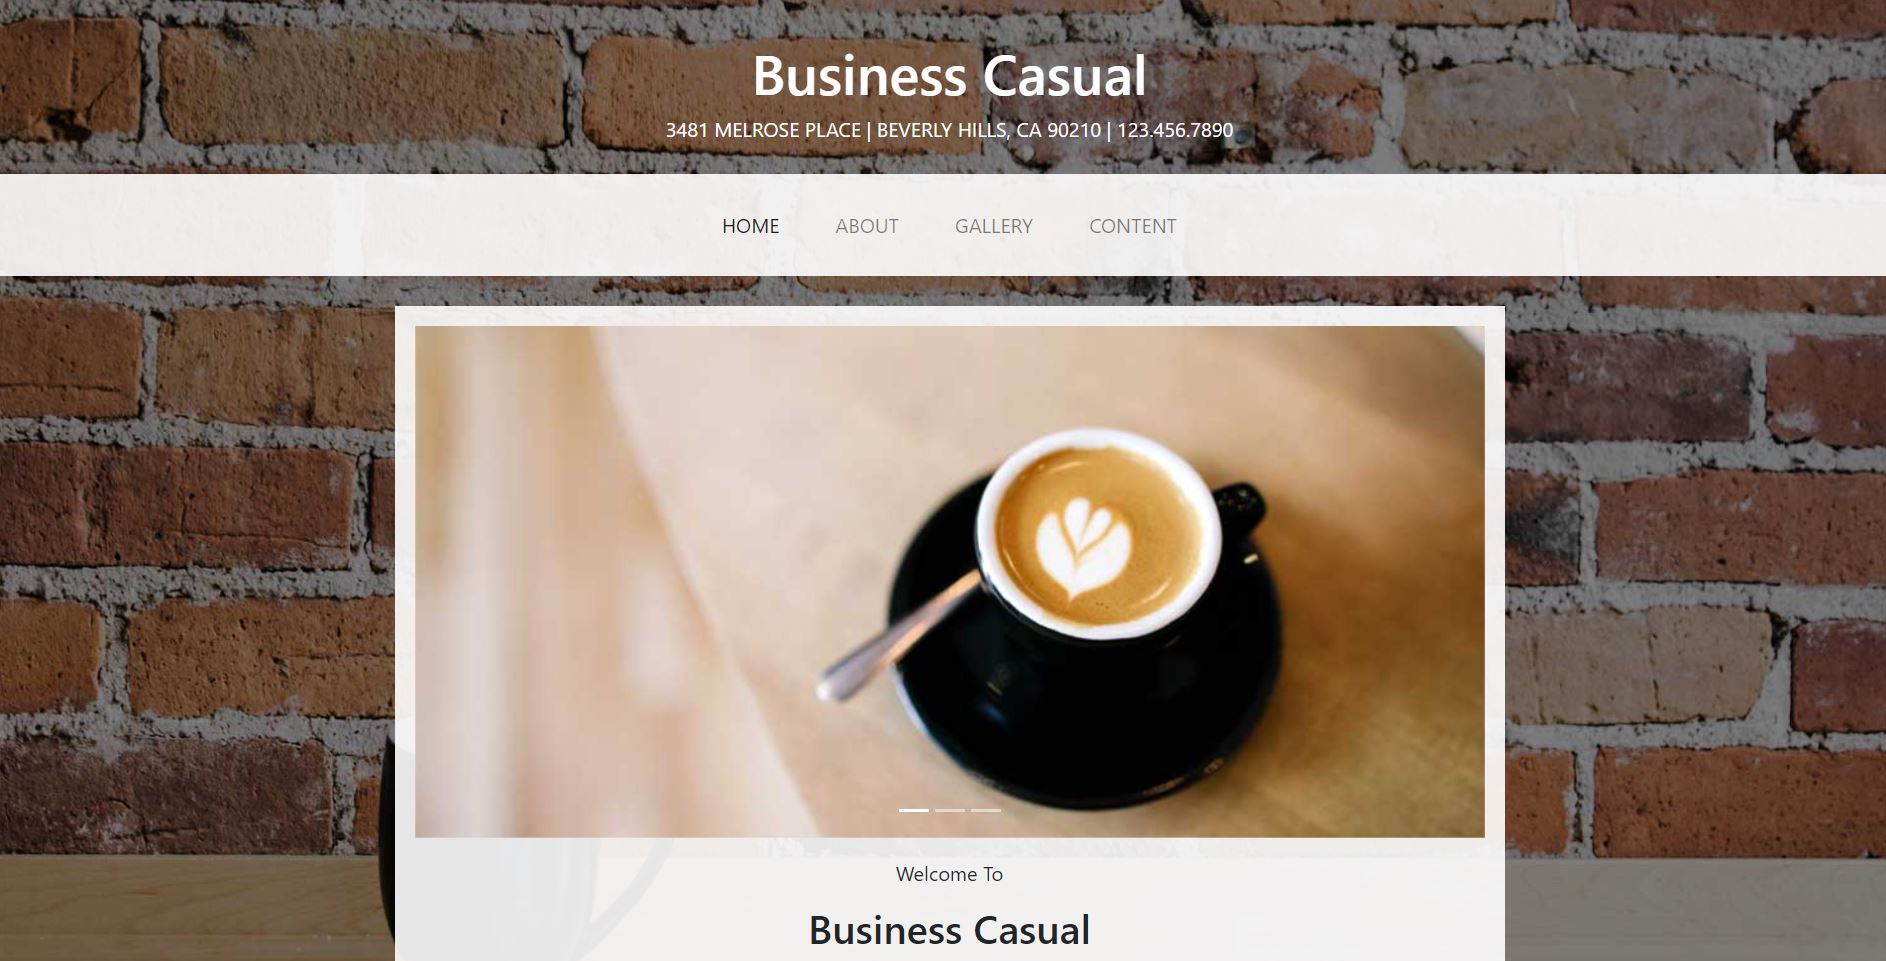 Business Casual
3481 MELROSE PLACE | BEVERLY HILLS, CA 90210 | 123.456.7890
HOME ABOUT GALLERY CONTENT
Welcome To
Business Casual